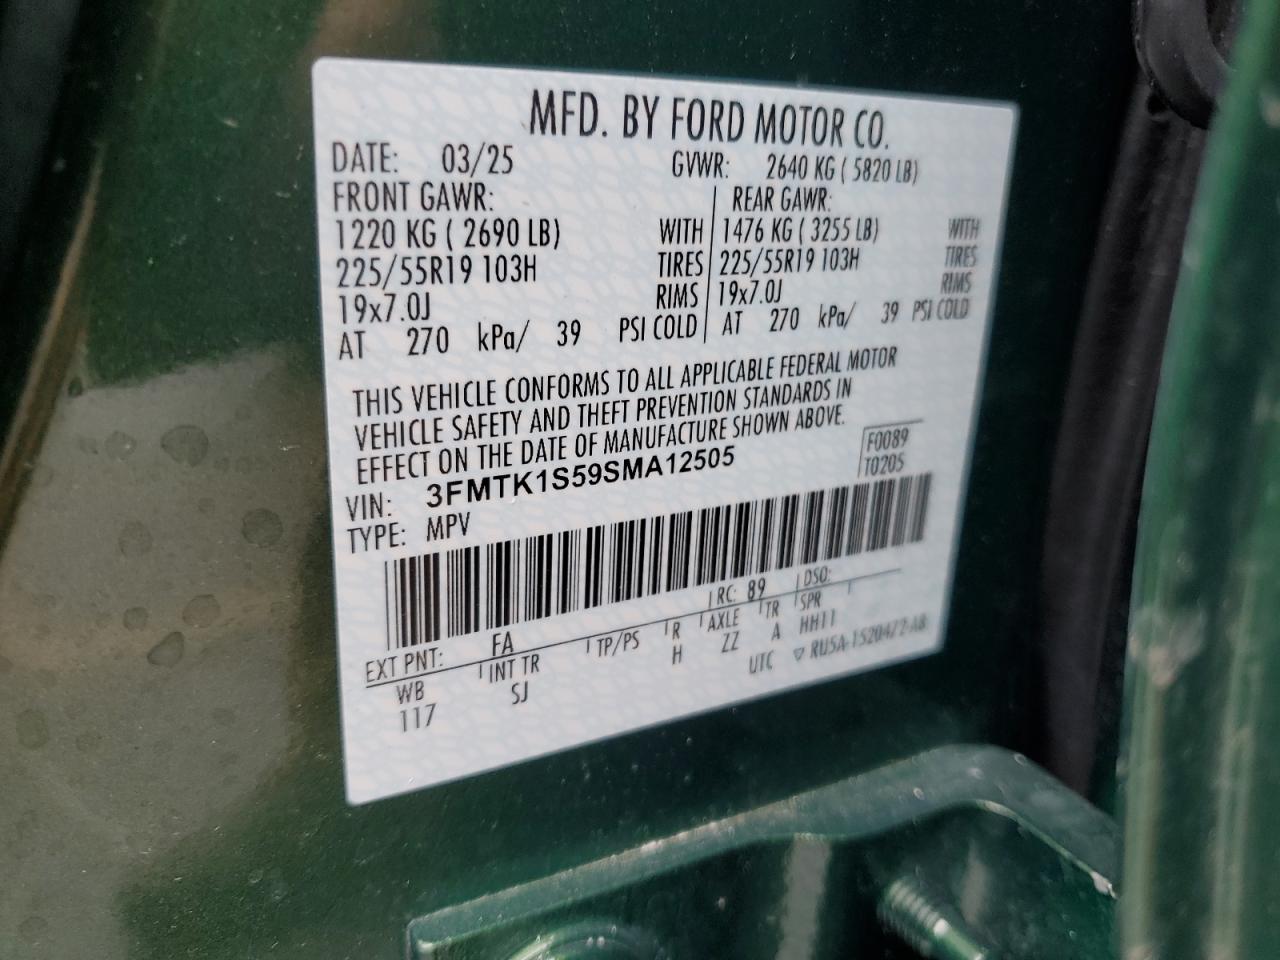 MFD. BY FORD MOTOR CO.
DATE: 03/25 GVWR: 2640 KG ( 5820 LB)
FRONT GAWR: REAR GAWR:
1220 KG ( 2690 LB) WITH 1476 KG ( 3255 LB) WITH
225/55R19 103H TIRES 225/55R19 103H TIRES
19x7.0J RIMS 19x7.0J RIMS
AT 270 kPa/ 39 PSI COLD AT 270 kPa/ 39 PSI COLD
THIS VEHICLE CONFORMS TO ALL APPLICABLE FEDERAL MOTOR
VEHICLE SAFETY AND THEFT PREVENTION STANDARDS IN
EFFECT ON THE DATE OF MANUFACTURE SHOWN ABOVE.
F0089
T0205
VIN: 3FMTK1S59SMA12505
TYPE: MPV
EXT PNT: FA RC: 89 DSO:
WB INT TR TP/PS R AXLE TR SPR
117 SJ H ZZ A HH11
UTC